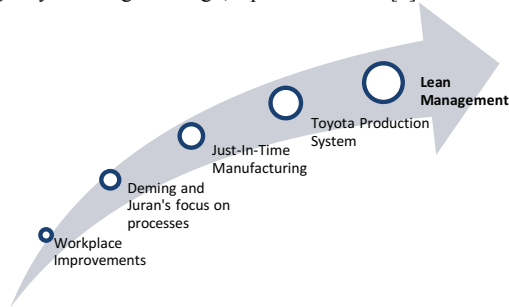 Lean
Management
Toyota Production
System
Just-In-Time
Manufacturing
Deming and
Juran's focus on
processes
Workplace
Improvements